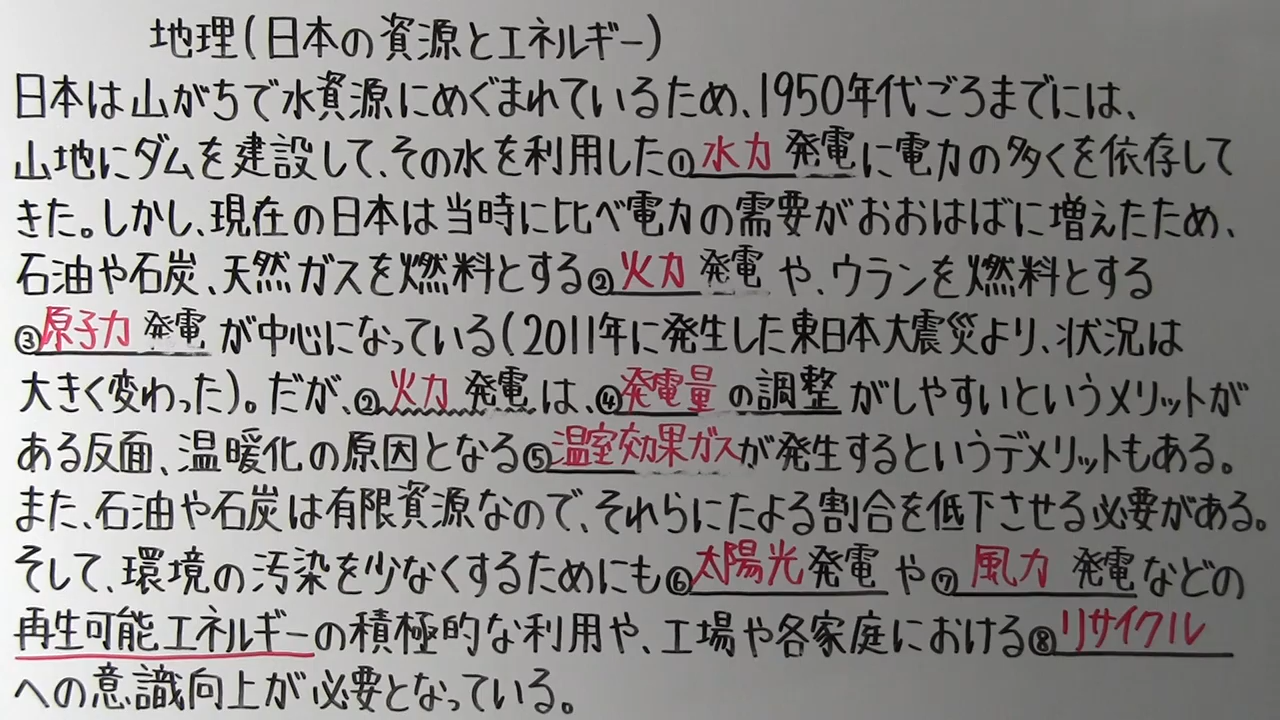 地理(日本の資源とエネルギー)
日本は山がちで水資源にめぐまれているため、1950年代ごろまでには、
山地にダムを建設して、その水を利用した①水力発電に電力の多くを依存して
きた。しかし、現在の日本は当時に比べ電力の需要がおおはばに増えたため、
石油や石炭、天然ガスを燃料とする②火力発電や、ウランを燃料とする
③原子力発電が中心になっている(2011年に発生した東日本大震災より、状況は
大きく変わった)。だが、②火力発電は、④発電量の調整がしやすいというメリットが
ある反面、温暖化の原因となる⑤温室効果ガスが発生するというデメリットもある。
また、石油や石炭は有限資源なので、それらにたよる割合を低下させる必要がある。
そして、環境の汚染を少なくするためにも⑥太陽光発電や⑦風力発電などの
再生可能エネルギーの積極的な利用や、工場や各家庭における⑧リサイクル
への意識向上が必要となっている。